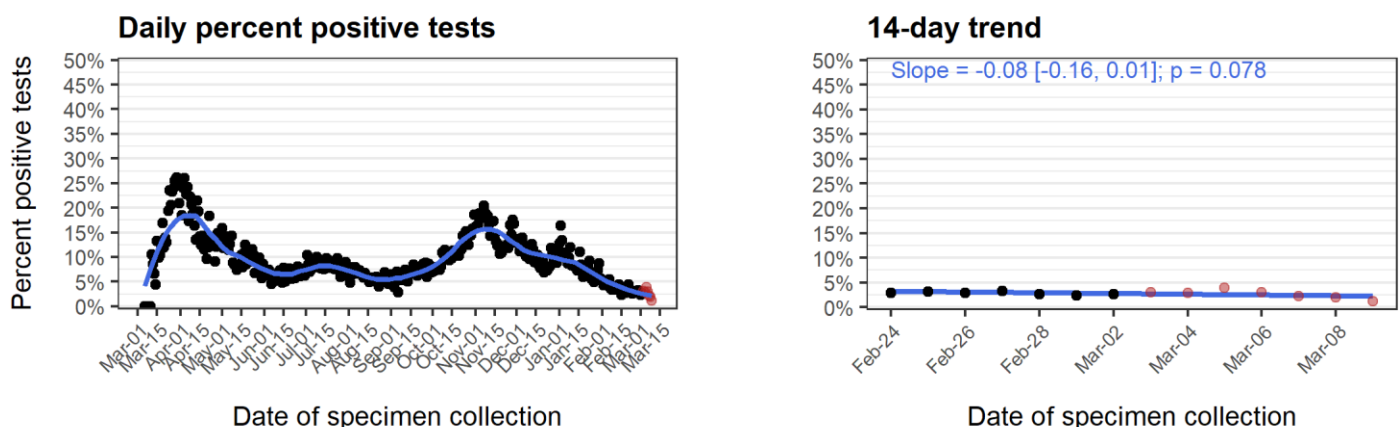 Daily percent positive tests
Percent positive tests
50%
45%
40%
35%
30%
25%
20%
15%
10%
5%
0%
Mar-01
Mar-15
Apr-01
Apr-15
May-01
May-15
Jun-01
Jun-15
Jul-01
Jul-15
Aug-01
Aug-15
Sep-01
Sep-15
Oct-01
Oct-15
Nov-01
Nov-15
Dec-01
Dec-15
Jan-01
Jan-15
Feb-01
Feb-15
Mar-01
Mar-15
Date of specimen collection
14-day trend
Slope = -0.08 [-0.16, 0.01]; p = 0.078
50%
45%
40%
35%
30%
25%
20%
15%
10%
5%
0%
Feb-24
Feb-26
Feb-28
Mar-02
Mar-04
Mar-06
Mar-08
Date of specimen collection